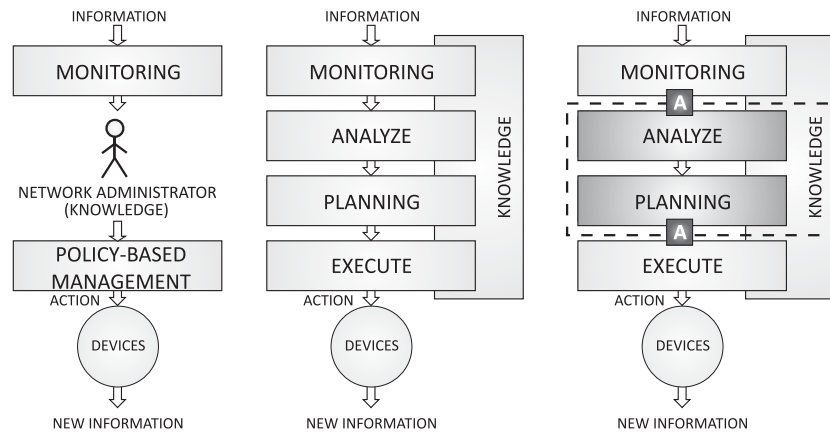 INFORMATION
MONITORING
NETWORK ADMINISTRATOR
(KNOWLEDGE)
POLICY-BASED
MANAGEMENT
ACTION
DEVICES
NEW INFORMATION
INFORMATION
MONITORING
ANALYZE
PLANNING
EXECUTE
KNOWLEDGE
ACTION
DEVICES
NEW INFORMATION
INFORMATION
MONITORING
A
ANALYZE
PLANNING
A
EXECUTE
KNOWLEDGE
ACTION
DEVICES
NEW INFORMATION